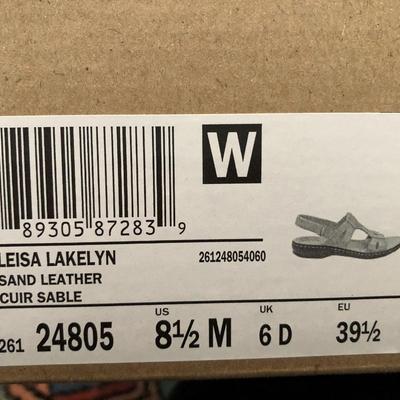 W
89305 87283 9
LEISA LAKELYN
261248054060
SAND LEATHER
CUIR SABLE
US UK EU
261 24805 8½ M 6 D 39½